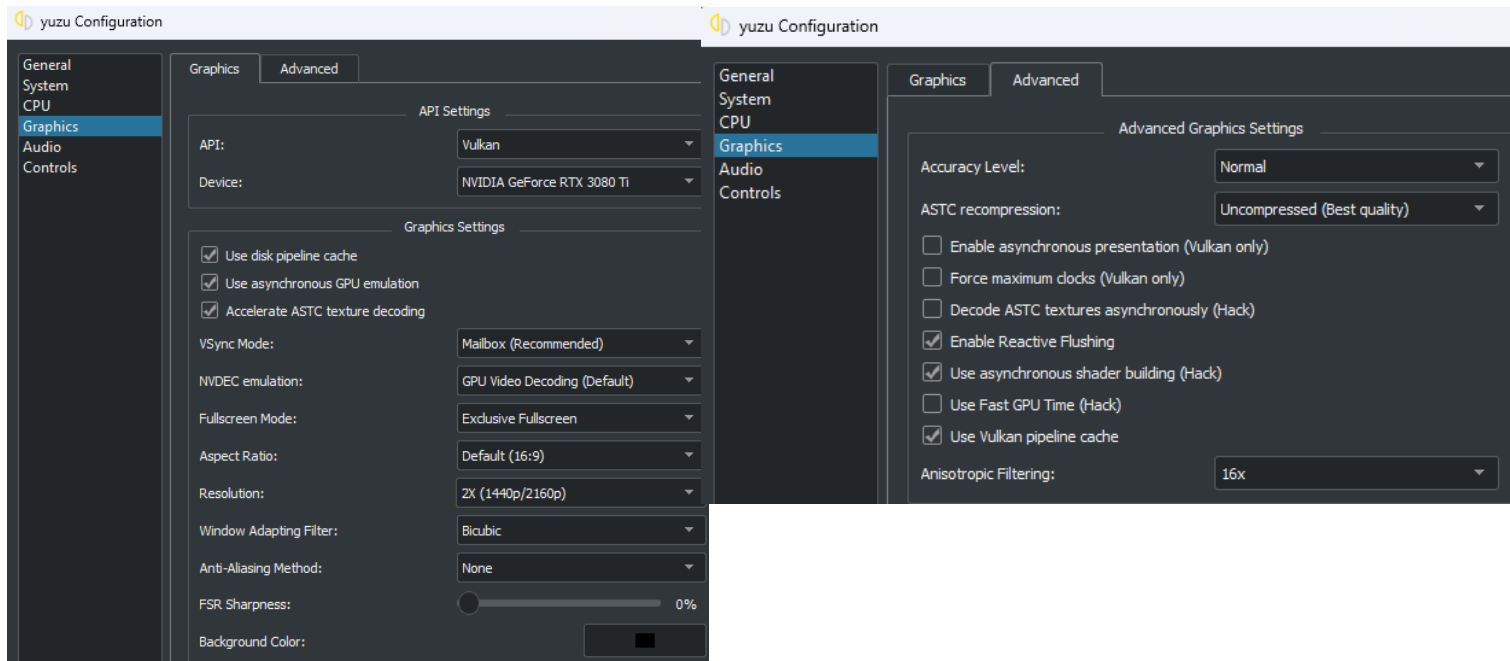 yuzu Configuration
General
System
CPU
Graphics
Audio
Controls
Graphics
Advanced
API Settings
API:
Vulkan
Device:
NVIDIA GeForce RTX 3080 Ti
Graphics Settings
Use disk pipeline cache
Use asynchronous GPU emulation
Accelerate ASTC texture decoding
VSync Mode:
Mailbox (Recommended)
NVDEC emulation:
GPU Video Decoding (Default)
Fullscreen Mode:
Exclusive Fullscreen
Aspect Ratio:
Default (16:9)
Resolution:
2X (1440p/2160p)
Window Adapting Filter:
Bicubic
Anti-Aliasing Method:
None
FSR Sharpness:
0%
Background Color:
yuzu Configuration
General
System
CPU
Graphics
Audio
Controls
Graphics
Advanced
Advanced Graphics Settings
Accuracy Level:
Normal
ASTC recompression:
Uncompressed (Best quality)
Enable asynchronous presentation (Vulkan only)
Force maximum clocks (Vulkan only)
Decode ASTC textures asynchronously (Hack)
Enable Reactive Flushing
Use asynchronous shader building (Hack)
Use Fast GPU Time (Hack)
Use Vulkan pipeline cache
Anisotropic Filtering:
16x